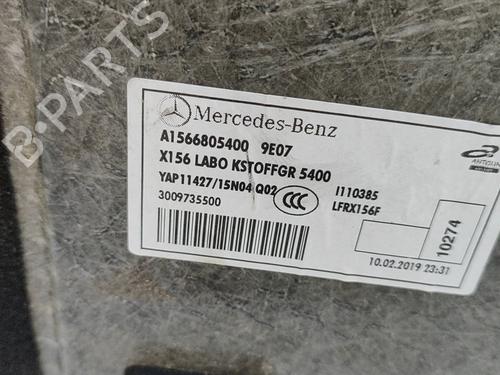 B-PARTS
Mercedes-Benz
A1566805400 9E07
X156 LABO KSTOFFGR 5400
YAP11427/15N04 Q02
3009735500
CCC
I110385
LFRX156F
10274
10.02.2019 23:31